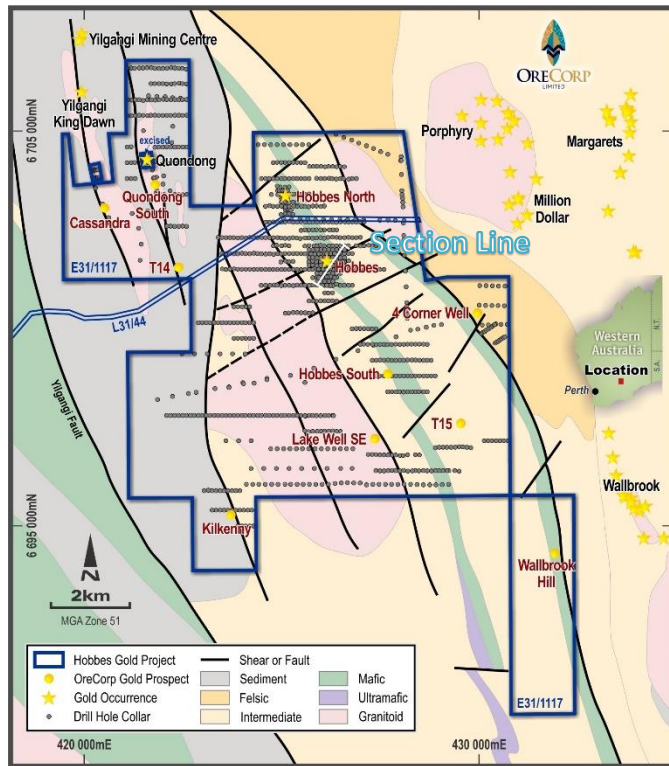 Yilgangi Mining Centre
ORECORP
LIMITED
Yilgangi
King Dawn
6 705 000mN
excised
Quondong
Porphyry
Margarets
Quondong
South
Hobbes North
Million
Dollar
Cassandra
Section Line
E31/1117
T14
Hobbes
L31/44
4 Corner Well
Western
Australia
Location
N.T.
S.A.
Perth
Yilgangi Fault
Hobbes South
T15
Lake Well SE
Wallbrook
6 695 000mN
Kilkenny
Wallbrook
Hill
N
2km
MGA Zone 51
Hobbes Gold Project
Shear or Fault
OreCorp Gold Prospect
Sediment
Mafic
Gold Occurrence
Felsic
Ultramafic
Drill Hole Collar
Intermediate
Granitoid
E31/1117
420 000mE
430 000mE